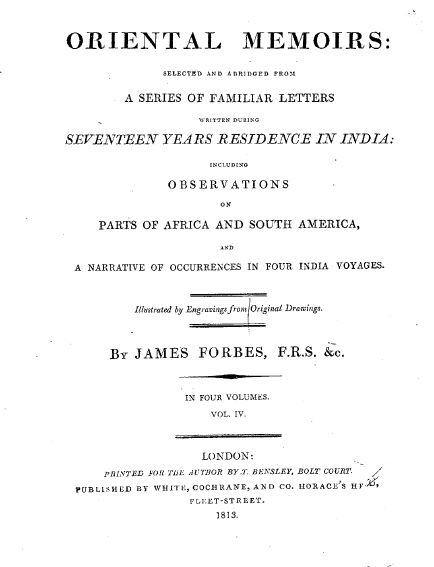 ORIENTAL MEMOIRS:
SELECTED AND ABRIDGED FROM
A SERIES OF FAMILIAR LETTERS
WRITTEN DURING
SEVENTEEN YEARS RESIDENCE IN INDIA:
INCLUDING
OBSERVATIONS
ON
PARTS OF AFRICA AND SOUTH AMERICA,
AND
A NARRATIVE OF OCCURRENCES IN FOUR INDIA VOYAGES.
Illustrated by Engravings from Original Drawings.
BY JAMES FORBES, F.R.S. &c.
IN FOUR VOLUMES.
VOL. IV.
LONDON:
PRINTED FOR THE AUTHOR BY T. BENSLEY, BOLT COURT.
PUBLISHED BY WHITE, COCHRANE, AND CO. HORACE'S
FLEET-STREET.
1813.